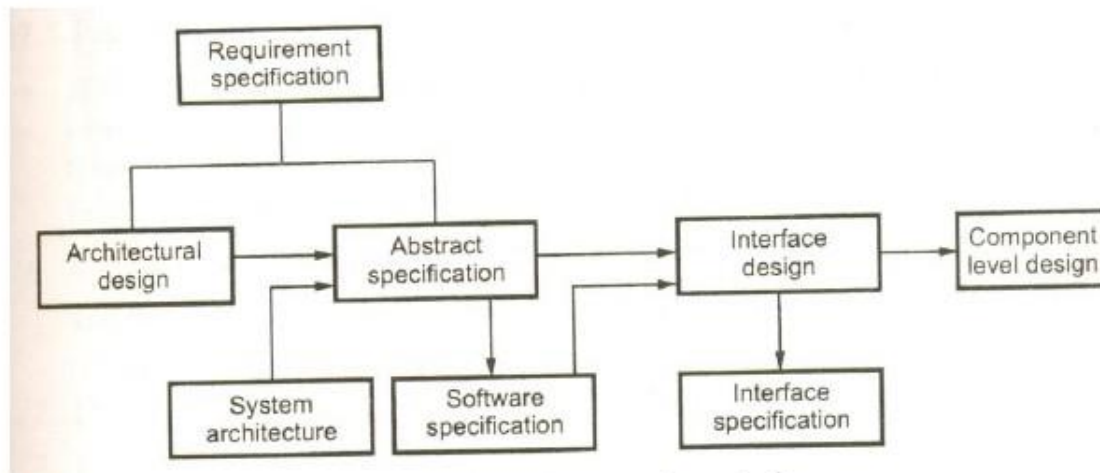 Requirement
specification
Architectural
design
Abstract
specification
Interface
design
Component
level design
System
architecture
Software
specification
Interface
specification